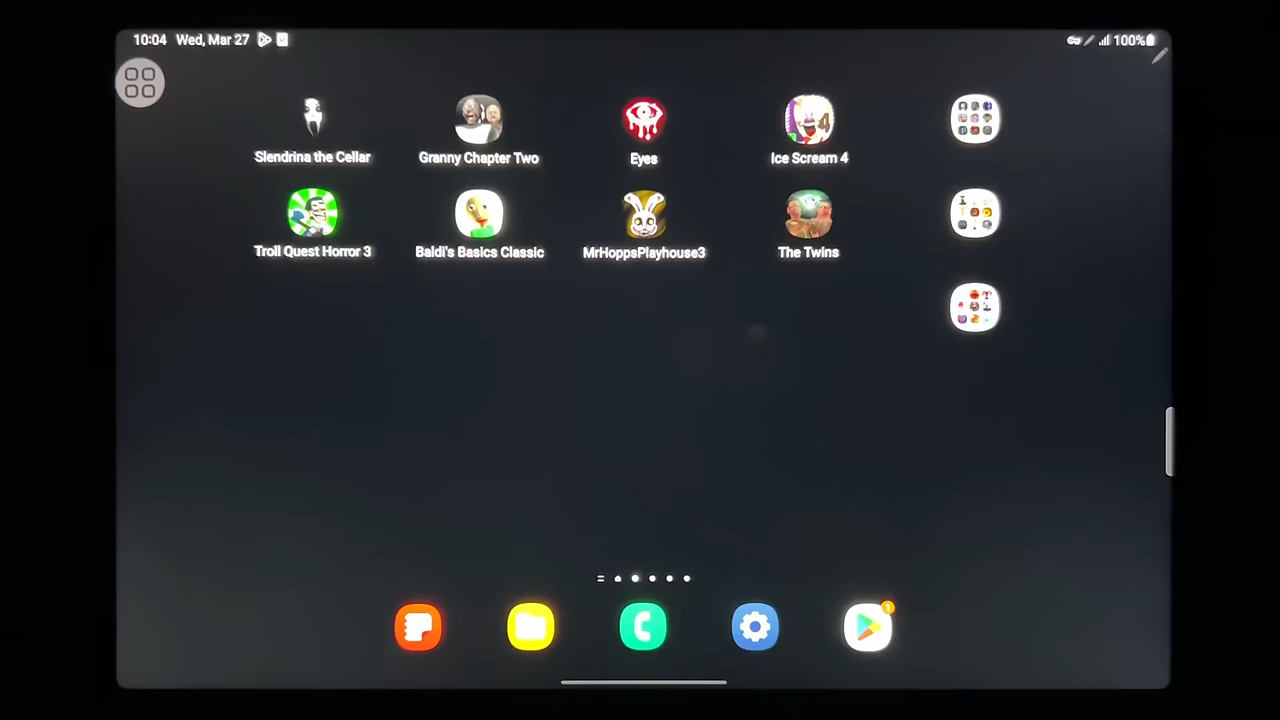 10:04 Wed, Mar 27
100%
Slendrina the Cellar
Granny Chapter Two
Eyes
Ice Scream 4
Troll Quest Horror 3
Baldi's Basics Classic
MrHoppsPlayhouse3
The Twins
1